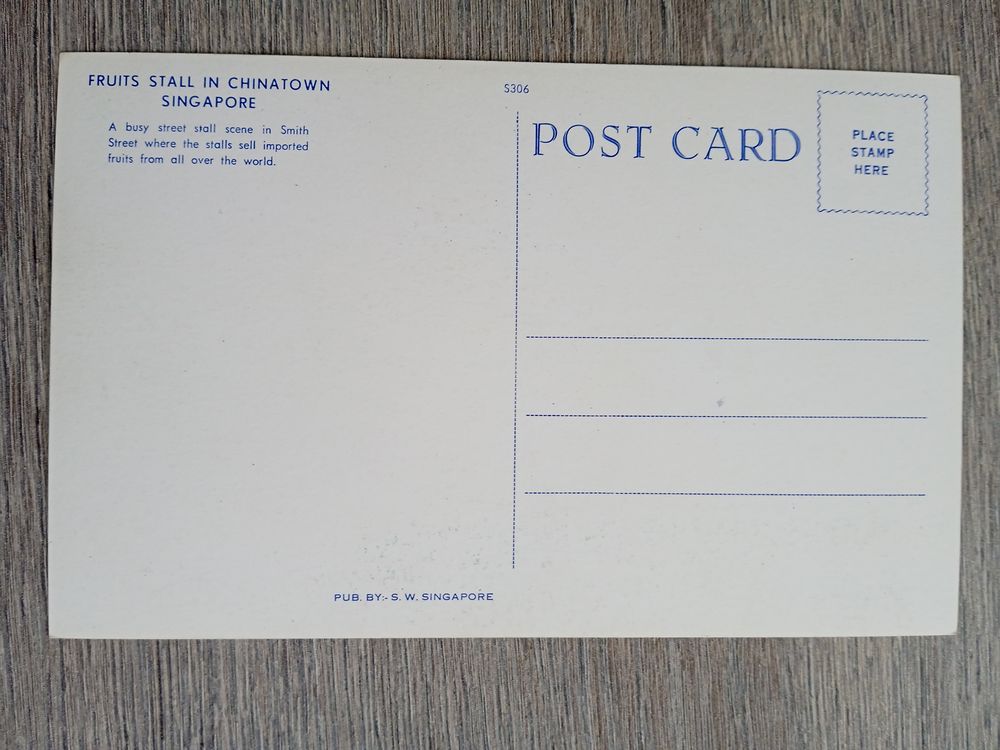 FRUITS STALL IN CHINATOWN
SINGAPORE
A busy street stall scene in Smith
Street where the stalls sell imported
fruits from all over the world.
S306
POST CARD
PLACE
STAMP
HERE
PUB. BY:- S. W. SINGAPORE